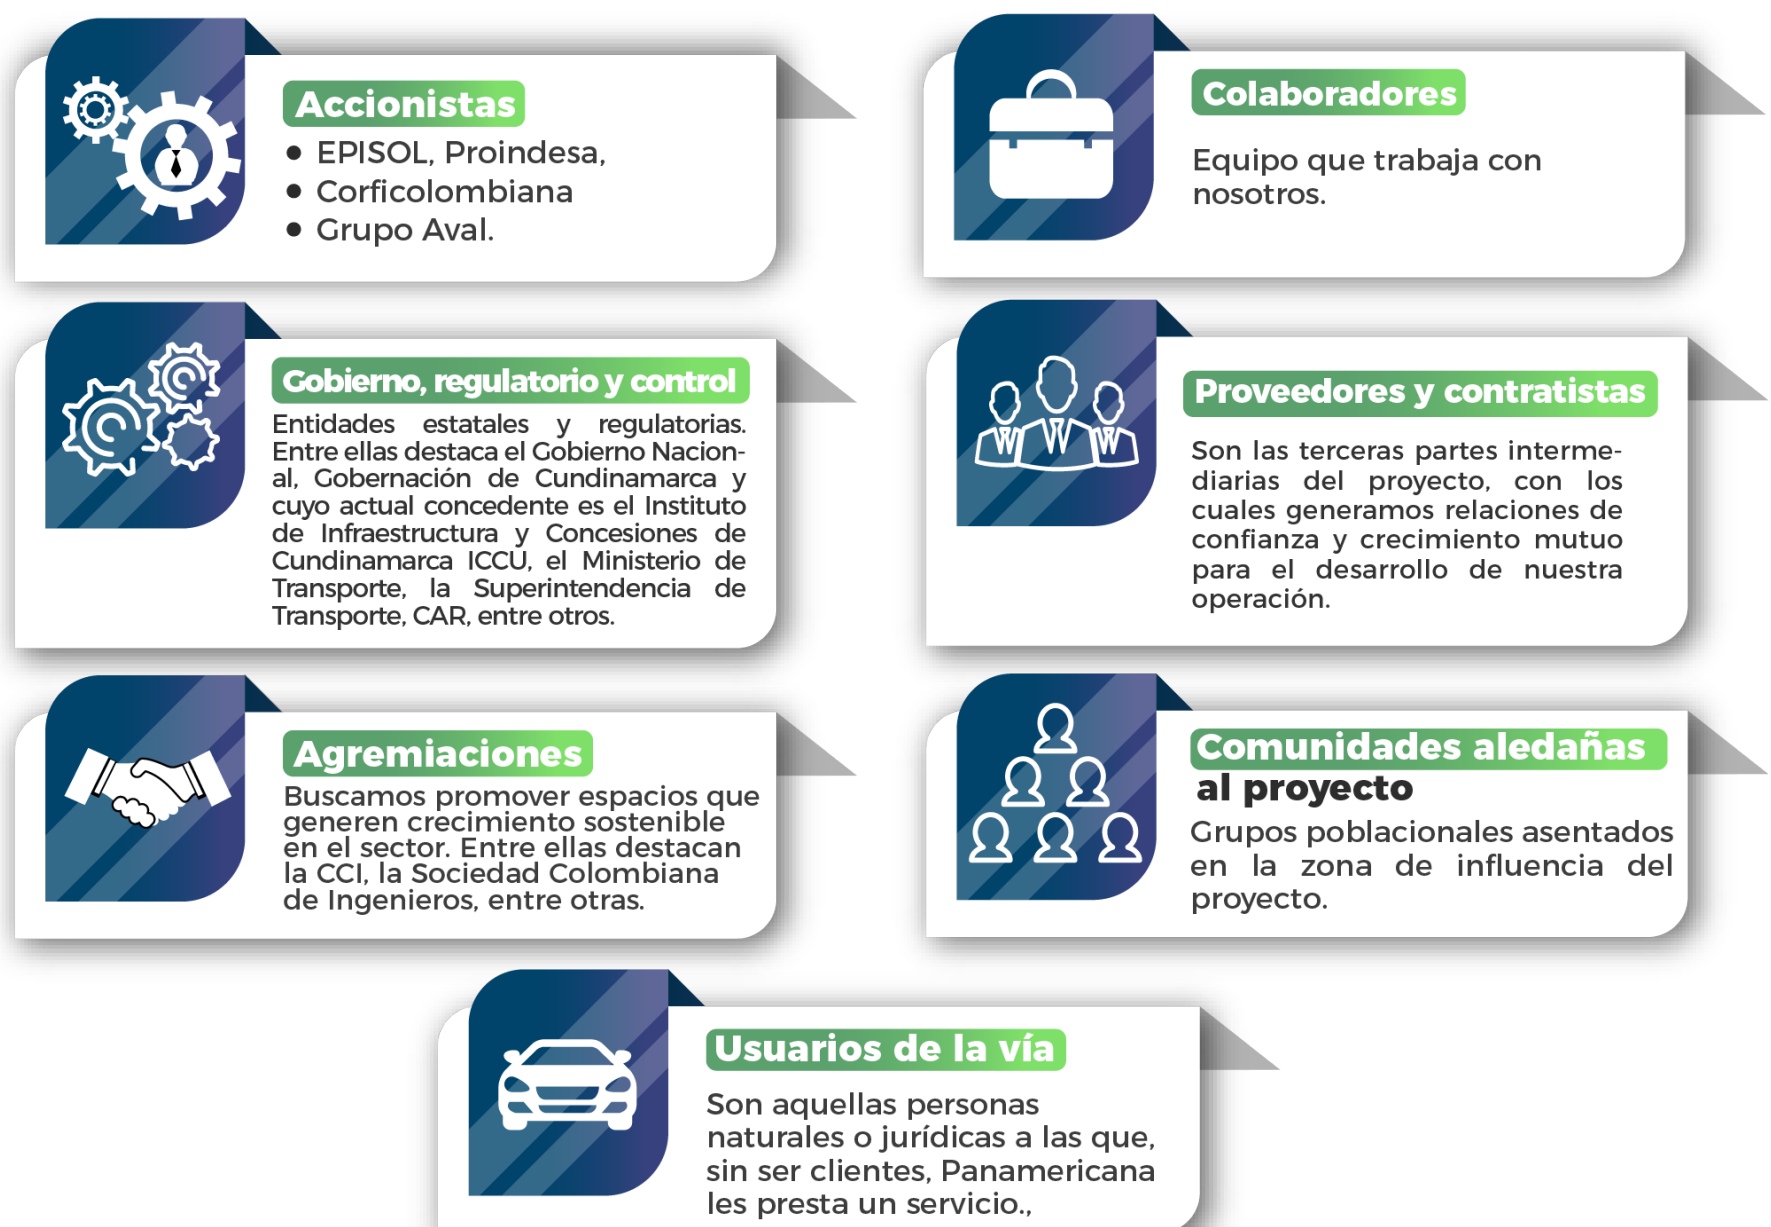 Accionistas
• EPISOL, Proindesa,
• Corficolombiana
• Grupo Aval.
Colaboradores
Equipo que trabaja con
nosotros.
Gobierno, regulatorio y control
Entidades estatales y regulatorias.
Entre ellas destaca el Gobierno Nacion-
al, Gobernación de Cundinamarca y
cuyo actual concedente es el Instituto
de Infraestructura y Concesiones de
Cundinamarca ICCU, el Ministerio de
Transporte, la Superintendencia de
Transporte, CAR, entre otros.
Proveedores y contratistas
Son las terceras partes interme-
diarias del proyecto, con los
cuales generamos relaciones de
confianza y crecimiento mutuo
para el desarrollo de nuestra
operación.
Agremiaciones
Buscamos promover espacios que
generen crecimiento sostenible
en el sector. Entre ellas destacan
la CCI, la Sociedad Colombiana
de Ingenieros, entre otras.
Comunidades aledañas
al proyecto
Grupos poblacionales asentados
en la zona de influencia del
proyecto.
Usuarios de la vía
Son aquellas personas
naturales o jurídicas a las que,
sin ser clientes, Panamericana
les presta un servicio.,